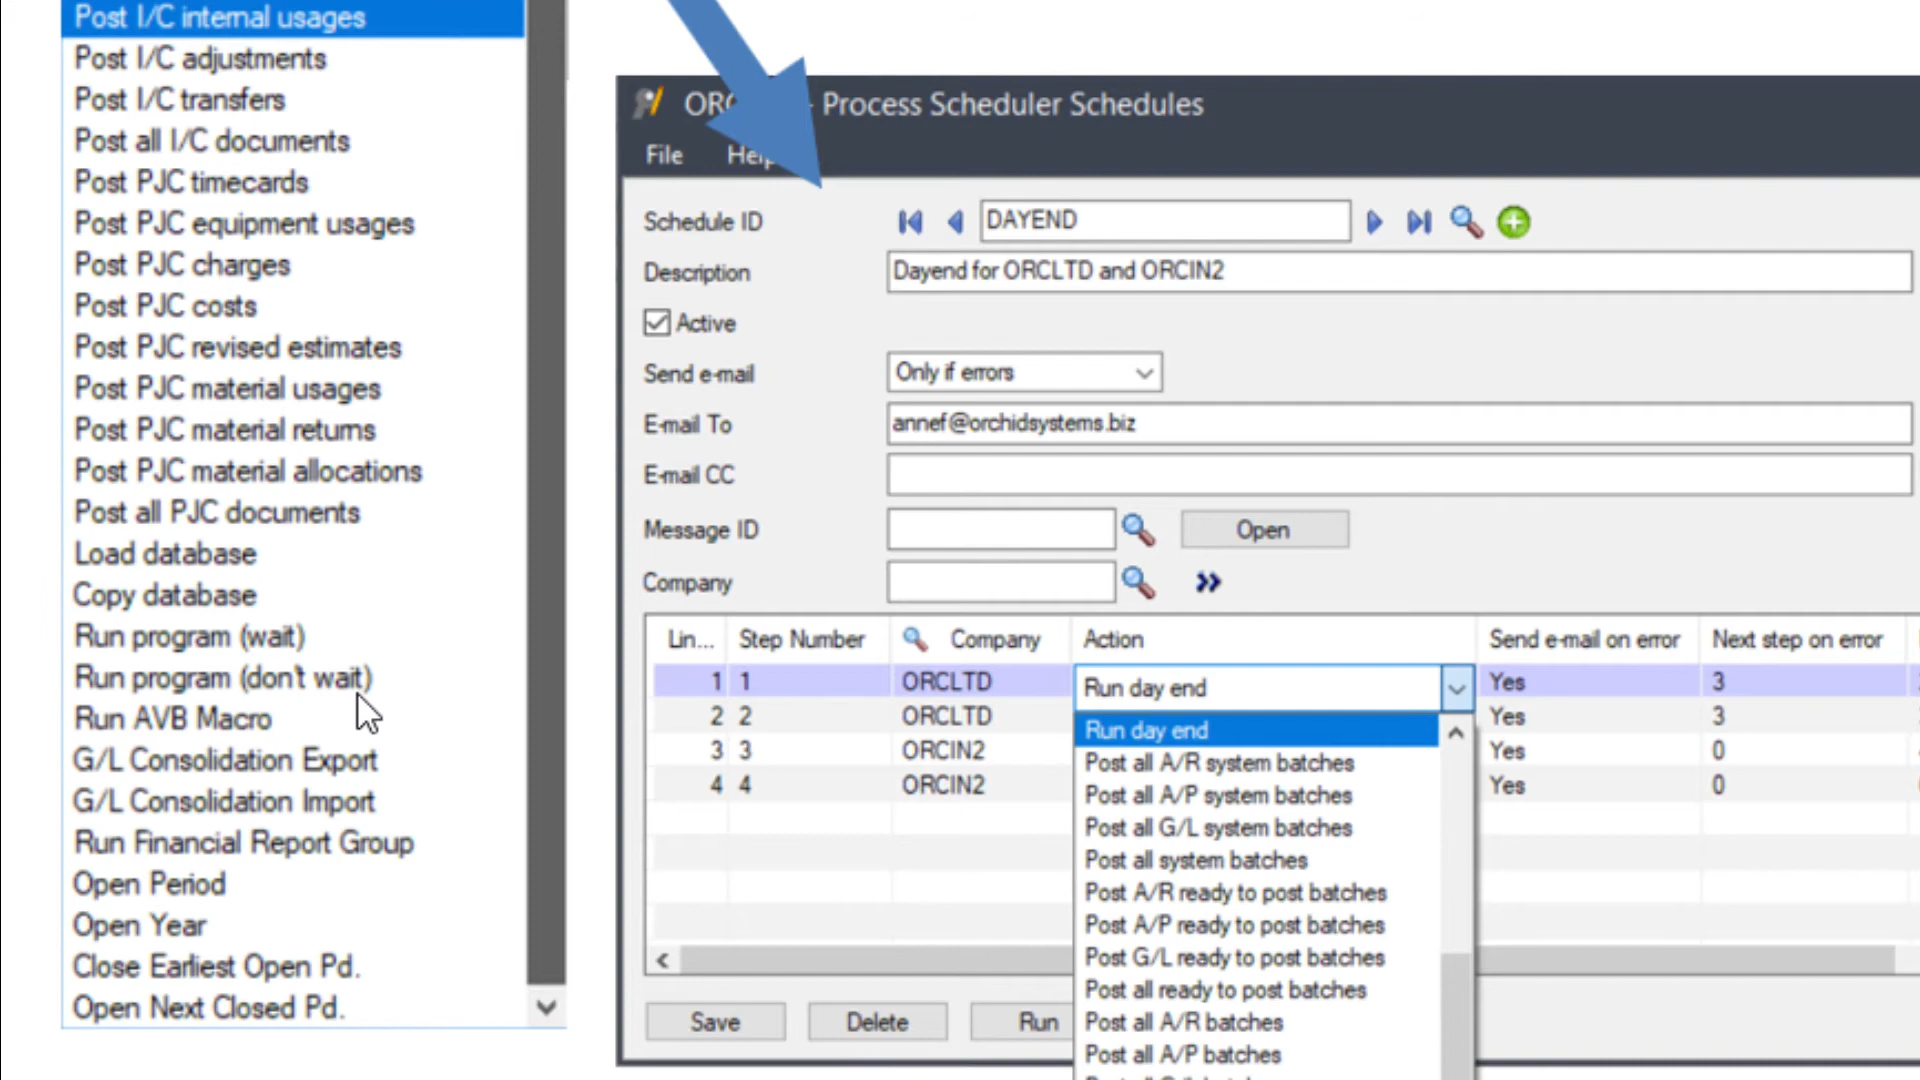 Post I/C internal usages
Post I/C adjustments
Post I/C transfers
Post all I/C documents
Post PJC timecards
Post PJC equipment usages
Post PJC charges
Post PJC costs
Post PJC revised estimates
Post PJC material usages
Post PJC material returns
Post PJC material allocations
Post all PJC documents
Load database
Copy database
Run program (wait)
Run program (don't wait)
Run AVB Macro
G/L Consolidation Export
G/L Consolidation Import
Run Financial Report Group
Open Period
Open Year
Close Earliest Open Pd.
Open Next Closed Pd.
- Process Scheduler Schedules
File Help
Schedule ID DAYEND
Description Dayend for ORCLTD and ORCIN2
Active
Send e-mail Only if errors
E-mail To annef@orchidsystems.biz
E-mail CC
Message ID Open
Company
Lin... Step Number Company Action Send e-mail on error Next step on error
1 1 ORCLTD Run day end Yes 3
2 2 ORCLTD Yes 3
3 3 ORCIN2 Yes 0
4 4 ORCIN2 Yes 0
Run day end
Post all A/R system batches
Post all A/P system batches
Post all G/L system batches
Post all system batches
Post A/R ready to post batches
Post A/P ready to post batches
Post G/L ready to post batches
Post all ready to post batches
Post all A/R batches
Post all A/P batches
Save Delete Run